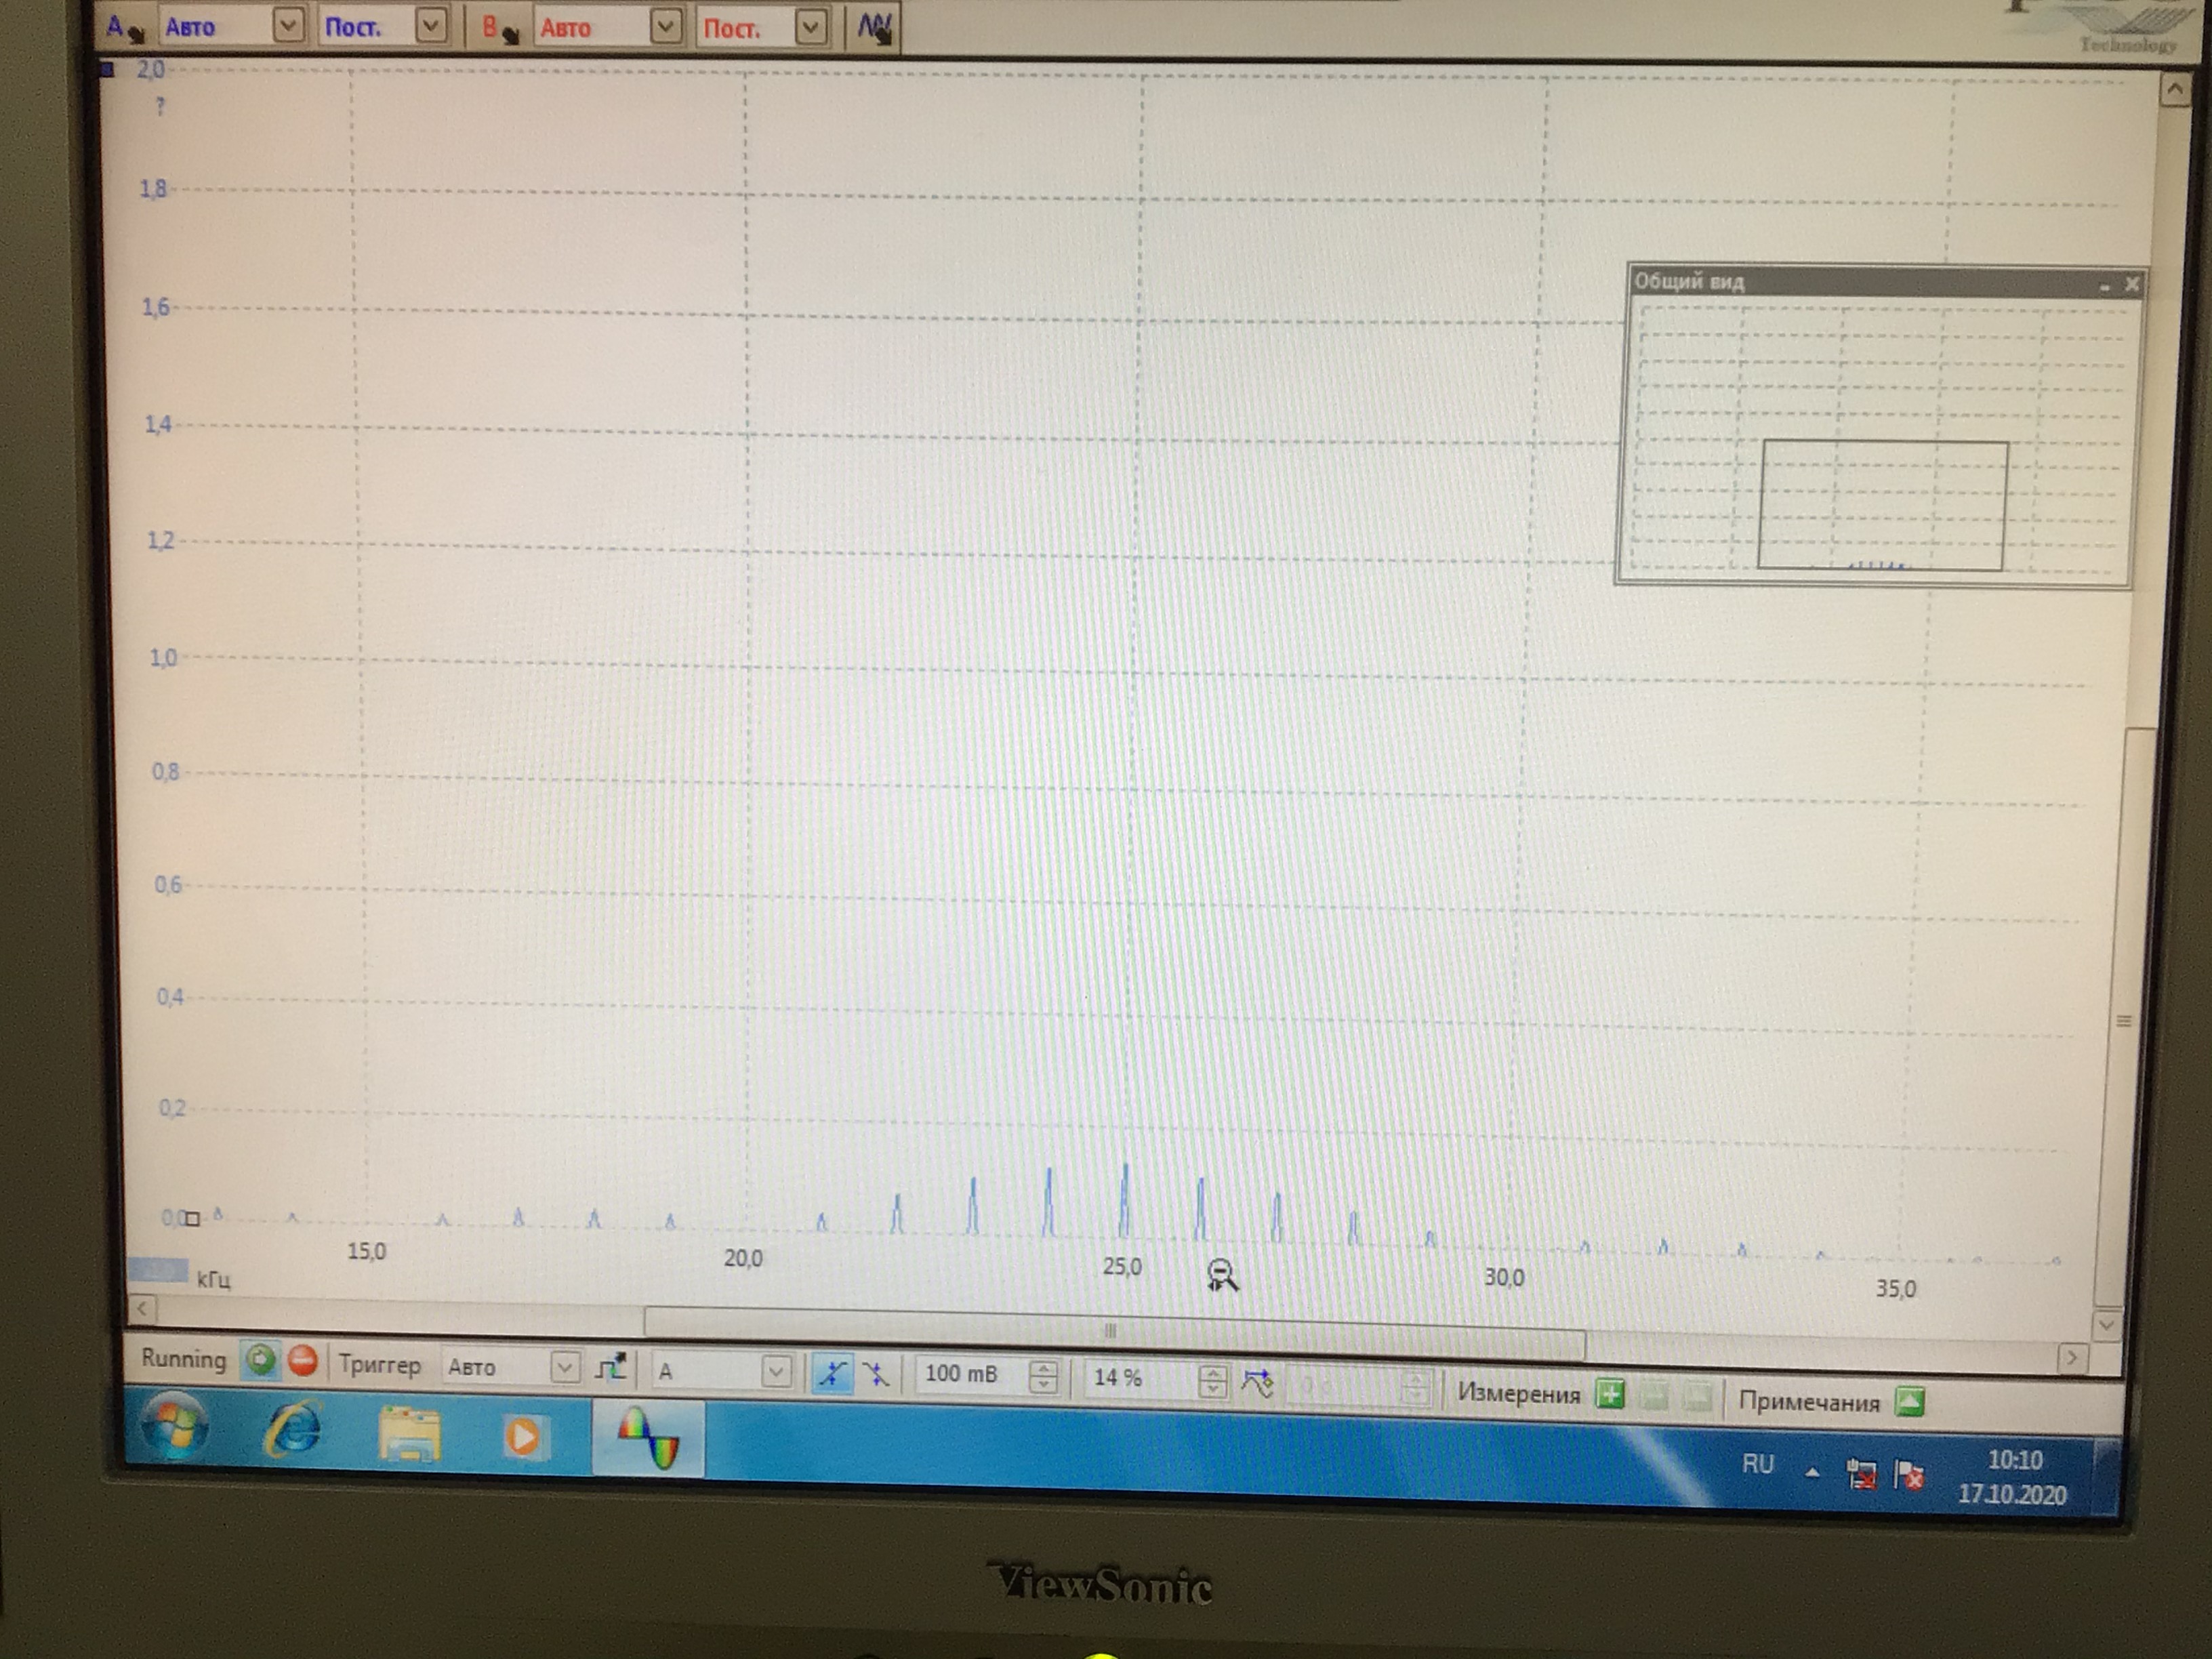 A Авто Пост. B Авто Пост.
Technology
2,0
?
1,8
1,6
1,4
1,2
1,0
0,8
0,6
0,4
0,2
0,0
Общий вид
15,0 20,0 25,0 30,0 35,0
кГц
Running Триггер Авто A 100 mB 14 % Измерения Примечания
RU 10:10
17.10.2020
ViewSonic